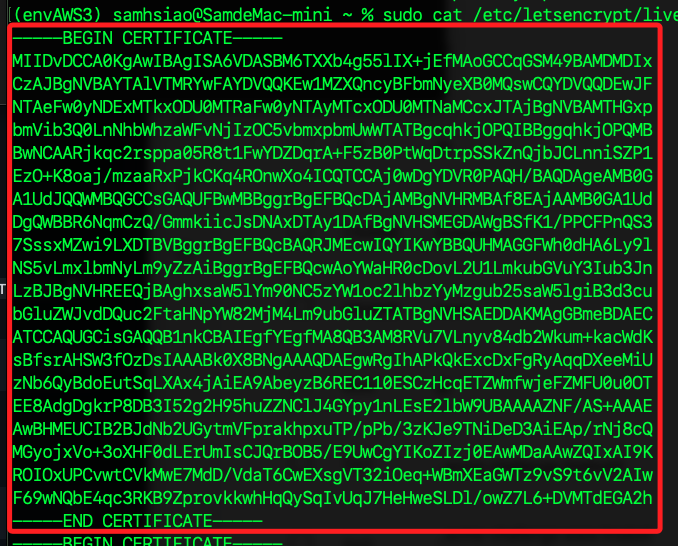 (envAWS3) samhsiao@SamdeMac-mini ~ % sudo cat /etc/letsencrypt/live
-----BEGIN CERTIFICATE-----
MIIDvDCCA0KgAwIBAgISA6VDASBM6TXXb4g55lIX+jEfMAoGCCqGSM49BAMDMDIx
CzAJBgNVBAYTAlVTMRYwFAYDVQQKEw1MZXQncyBFbmNyeXB0MQswCQYDVQQDEwJF
NTAeFw0yNDExMTkxODU0MTRaFw0yNTAyMTcxODU0MTNaMCcxJTAjBgNVBAMTHGxp
bmVib3Q0LnNhbWhzaWFvNjIzOC5vbmxpbmUwWTATBgcqhkjOPQIBBggqhkjOPQMB
BwNCAARjkqc2rsppa05R8t1FwYDZDqrA+F5zB0PtWqDtrpSSkZnQjbJCLnniSZP1
EzO+K8oaj/mzaaRxPjkCKq4ROnwXo4ICQTCCAj0wDgYDVR0PAQH/BAQDAgeAMB0G
A1UdJQQWMBQGCCsGAQUFBwMBBggrBgEFBQcDAjAMBgNVHRMBAf8EAjAAMB0GA1Ud
DgQWBBR6NqmCzQ/GmmkiicJsDNAxDTAy1DAfBgNVHSMEGDAWgBSfK1/PPCFPnQS3
7SssxMZwi9LXDTBVBggrBgEFBQcBAQRJMEcwIQYIKwYBBQUHMAGGFWh0dHA6Ly9l
NS5vLmxlbmNyLm9yZzAiBggrBgEFBQcwAoYWaHR0cDovL2U1LmkubGVuY3Iub3Jn
LzBJBgNVHREEQjBAghxsaW5lYm90NC5zYW1oc2lhbzYyMzgub25saW5lgiB3d3cu
bGluZWJvdDQuc2FtaHNpYW82MjM4Lm9ubGluZTATBgNVHSAEDDAKMAgGBmeBDAEC
ATCCAQUGCisGAQQB1nkCBAIEgfYEgfMA8QB3AM8RVu7VLnyv84db2Wkum+kacWdK
sBfsrAHSW3fOzDsIAAABk0X8BNgAAAQDAEgwRgIhAPkQkExcDxFgRyAqqDXeeMiU
zNb6QyBdoEutSqLXAx4jAiEA9AbeyzB6REC110ESCzHcqETZWmfwjeFZMFU0u0OT
EE8AdgDgkrP8DB3I52g2H95huZZNClJ4GYpy1nLEsE2lbW9UBAAAAZNF/AS+AAAE
AwBHMEUCIB2BJdNb2UGytmVFprakhpxuTP/pPb/3zKJe9TNiDeD3AiEAp/rNj8cQ
MGyojxVo+3oXHF0dLErUmIsCJQrBOB5/E9UwCgYIKoZIzj0EAwMDaAAwZQIxAI9K
ROIOxUPCvwtCVkMwE7MdD/VdaT6CwEXsgVT32iOeq+WBmXEaGWTz9vS9t6vV2AIw
F69wNQbE4qc3RKB9ZprovkkwhHqQySqIvUqJ7HeHweSLDl/owZ7L6+DVMTdEGA2h
-----END CERTIFICATE-----
-----BEGIN CERTIFICATE-----